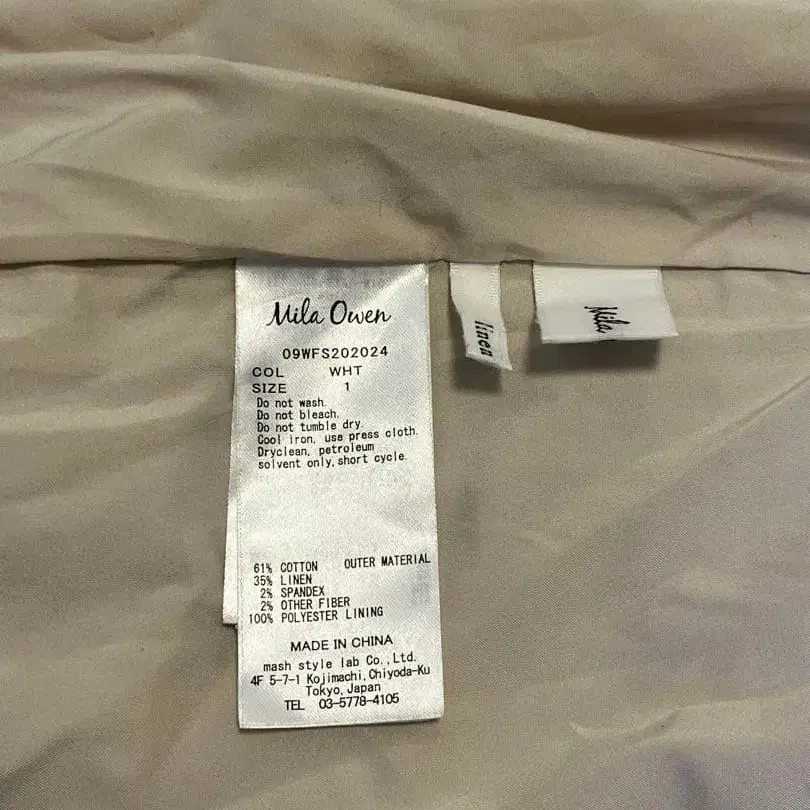 Mila Owen
09WFS202024
COL WHT
SIZE 1
Do not wash.
Do not bleach.
Do not tumble dry.
Cool iron, use press cloth.
Dryclean, petroleum
solvent only, short cycle.
61% COTTON OUTER MATERIAL
35% LINEN
2% SPANDEX
2% OTHER FIBER
100% POLYESTER LINING
MADE IN CHINA
mash style lab Co., Ltd.
4F 5-7-1 Kojimachi, Chiyoda-Ku
Tokyo, Japan
TEL 03-5778-4105
linen
Mila